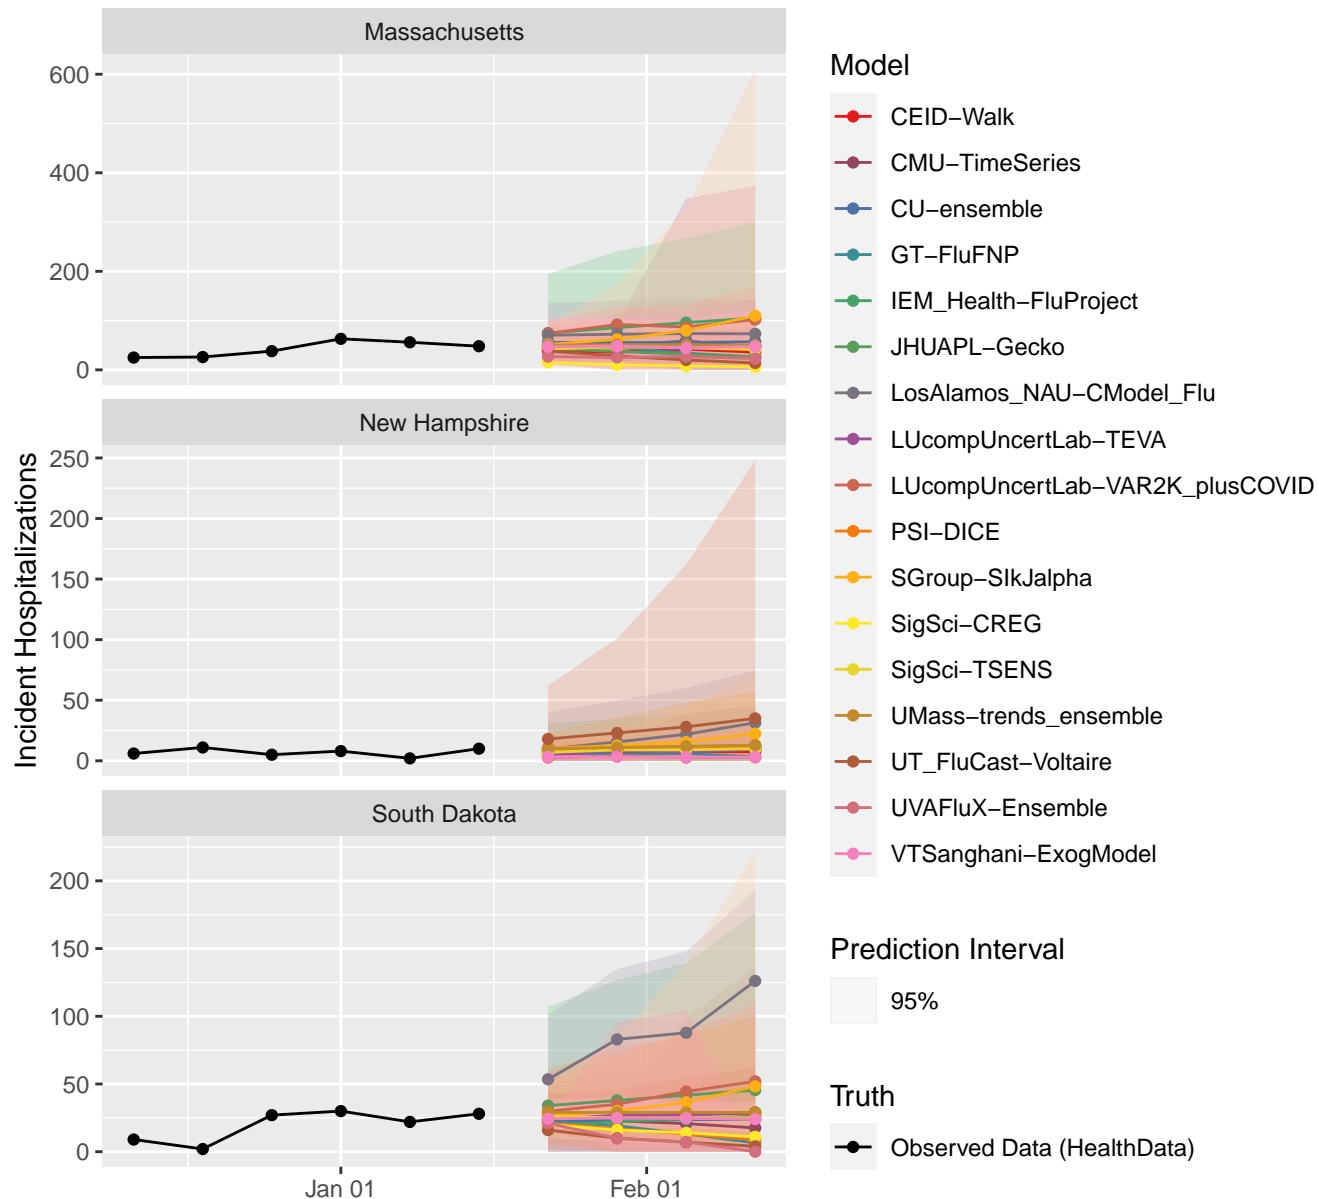 Massachusetts
600
400
200
0
New Hampshire
250
200
150
100
50
0
South Dakota
200
150
100
50
0
Jan 01
Feb 01
Incident Hospitalizations
Model
CEID−Walk
CMU−TimeSeries
CU−ensemble
GT−FluFNP
IEM_Health−FluProject
JHUAPL−Gecko
LosAlamos_NAU−CModel_Flu
LUcompUncertLab−TEVA
LUcompUncertLab−VAR2K_plusCOVID
PSI−DICE
SGroup−SIkJalpha
SigSci−CREG
SigSci−TSENS
UMass−trends_ensemble
UT_FluCast−Voltaire
UVAFluX−Ensemble
VTSanghani−ExogModel
Prediction Interval
95%
Truth
Observed Data (HealthData)